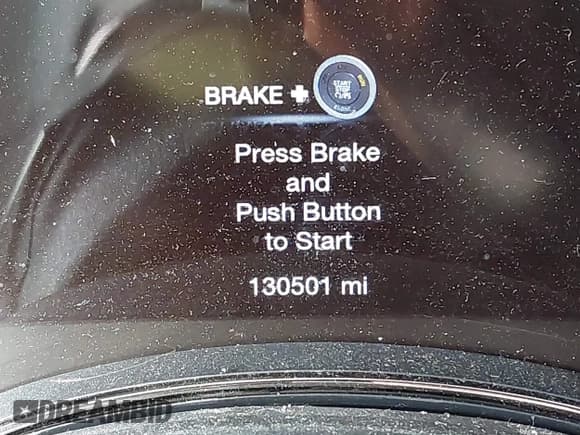 BRAKE +
START
STOP
Press Brake
and
Push Button
to Start
130501 mi
DREAMBID